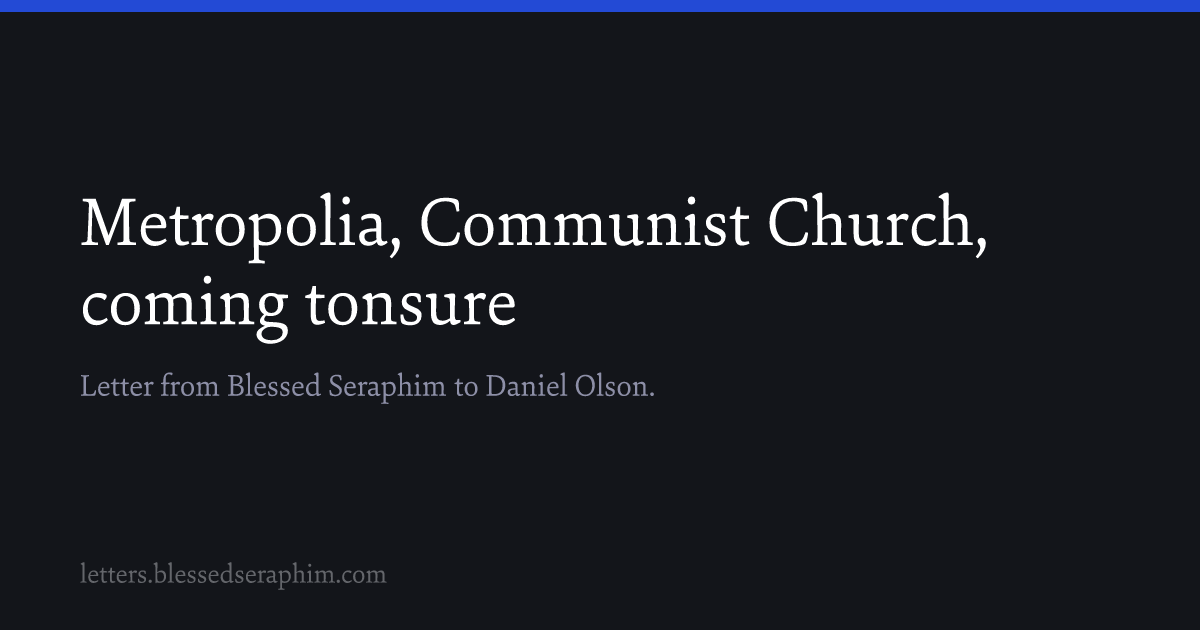 Metropolia, Communist Church,
coming tonsure
Letter from Blessed Seraphim to Daniel Olson.
letters.blessedseraphim.com